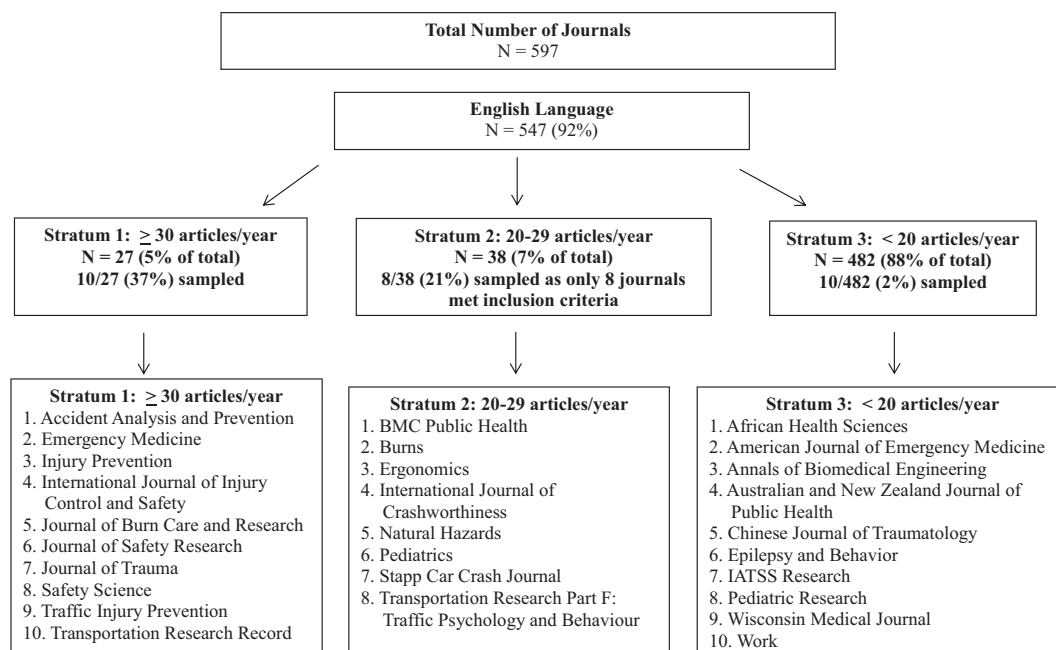 Total Number of Journals
N = 597
English Language
N = 547 (92%)
Stratum 1: ≥ 30 articles/year
N = 27 (5% of total)
10/27 (37%) sampled
Stratum 2: 20-29 articles/year
N = 38 (7% of total)
8/38 (21%) sampled as only 8 journals
met inclusion criteria
Stratum 3: < 20 articles/year
N = 482 (88% of total)
10/482 (2%) sampled
Stratum 1: ≥ 30 articles/year
1. Accident Analysis and Prevention
2. Emergency Medicine
3. Injury Prevention
4. International Journal of Injury
Control and Safety
5. Journal of Burn Care and Research
6. Journal of Safety Research
7. Journal of Trauma
8. Safety Science
9. Traffic Injury Prevention
10. Transportation Research Record
Stratum 2: 20-29 articles/year
1. BMC Public Health
2. Burns
3. Ergonomics
4. International Journal of
Crashworthiness
5. Natural Hazards
6. Pediatrics
7. Stapp Car Crash Journal
8. Transportation Research Part F:
Traffic Psychology and Behaviour
Stratum 3: < 20 articles/year
1. African Health Sciences
2. American Journal of Emergency Medicine
3. Annals of Biomedical Engineering
4. Australian and New Zealand Journal of
Public Health
5. Chinese Journal of Traumatology
6. Epilepsy and Behavior
7. IATSS Research
8. Pediatric Research
9. Wisconsin Medical Journal
10. Work